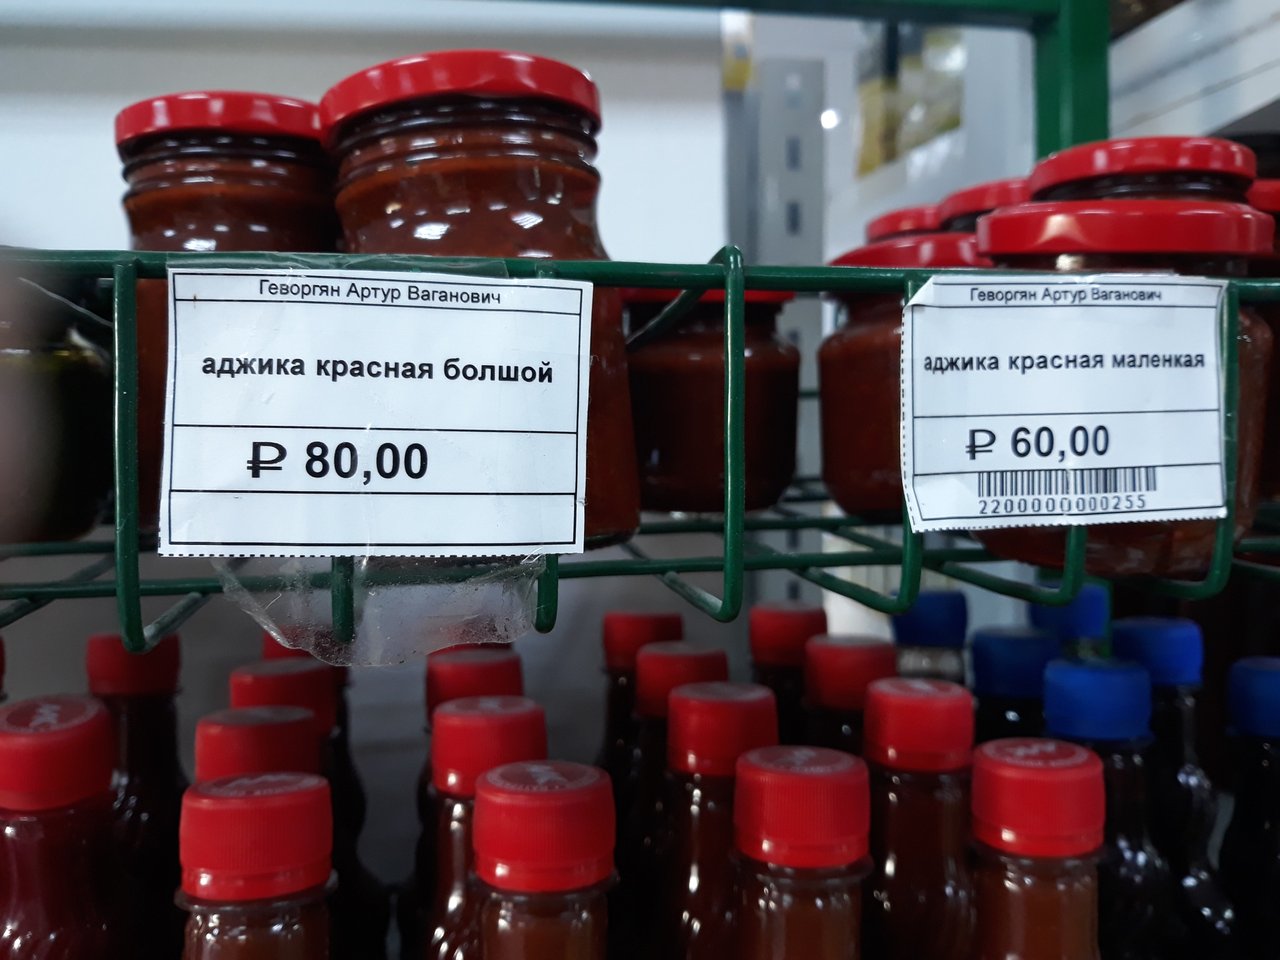 Геворгян Артур Ваганович
аджика красная болшой
₽ 80,00
Геворгян Артур Ваганович
аджика красная маленкая
₽ 60,00
2200000000255